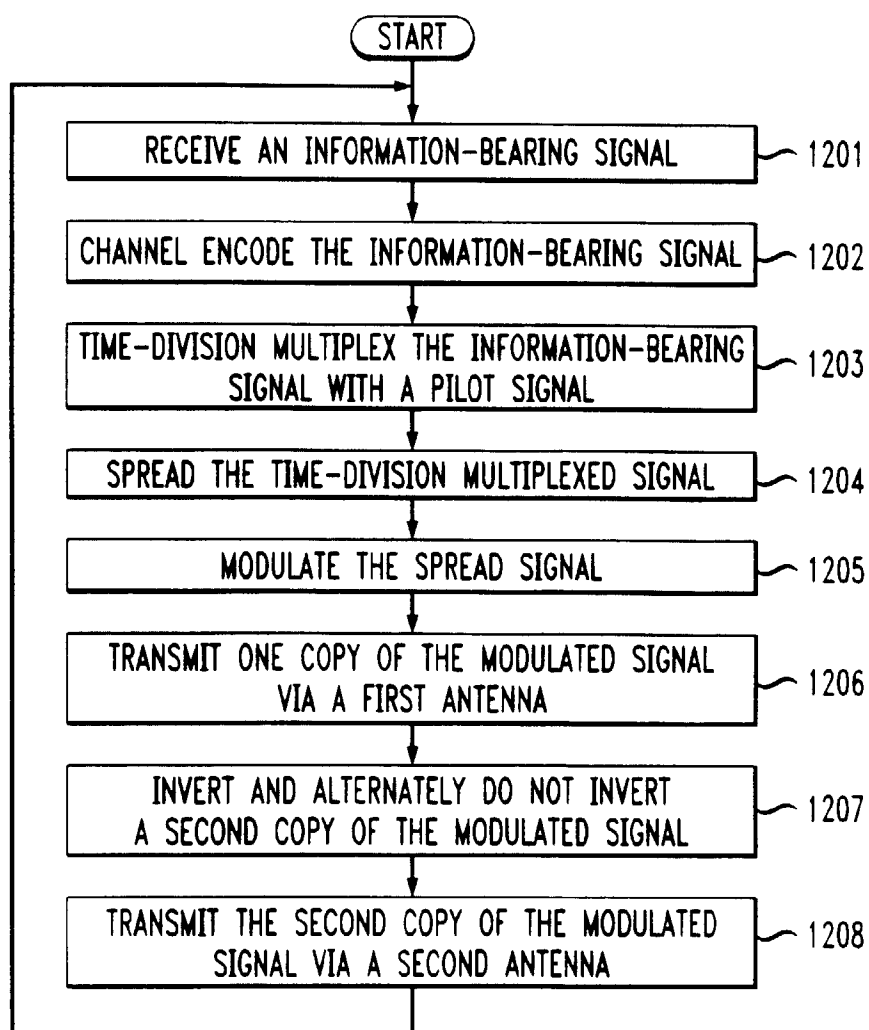 START
RECEIVE AN INFORMATION-BEARING SIGNAL
1201
CHANNEL ENCODE THE INFORMATION-BEARING SIGNAL
1202
TIME-DIVISION MULTIPLEX THE INFORMATION-BEARING
SIGNAL WITH A PILOT SIGNAL
1203
SPREAD THE TIME-DIVISION MULTIPLEXED SIGNAL
1204
MODULATE THE SPREAD SIGNAL
1205
TRANSMIT ONE COPY OF THE MODULATED SIGNAL
VIA A FIRST ANTENNA
1206
INVERT AND ALTERNATELY DO NOT INVERT
A SECOND COPY OF THE MODULATED SIGNAL
1207
TRANSMIT THE SECOND COPY OF THE MODULATED
SIGNAL VIA A SECOND ANTENNA
1208